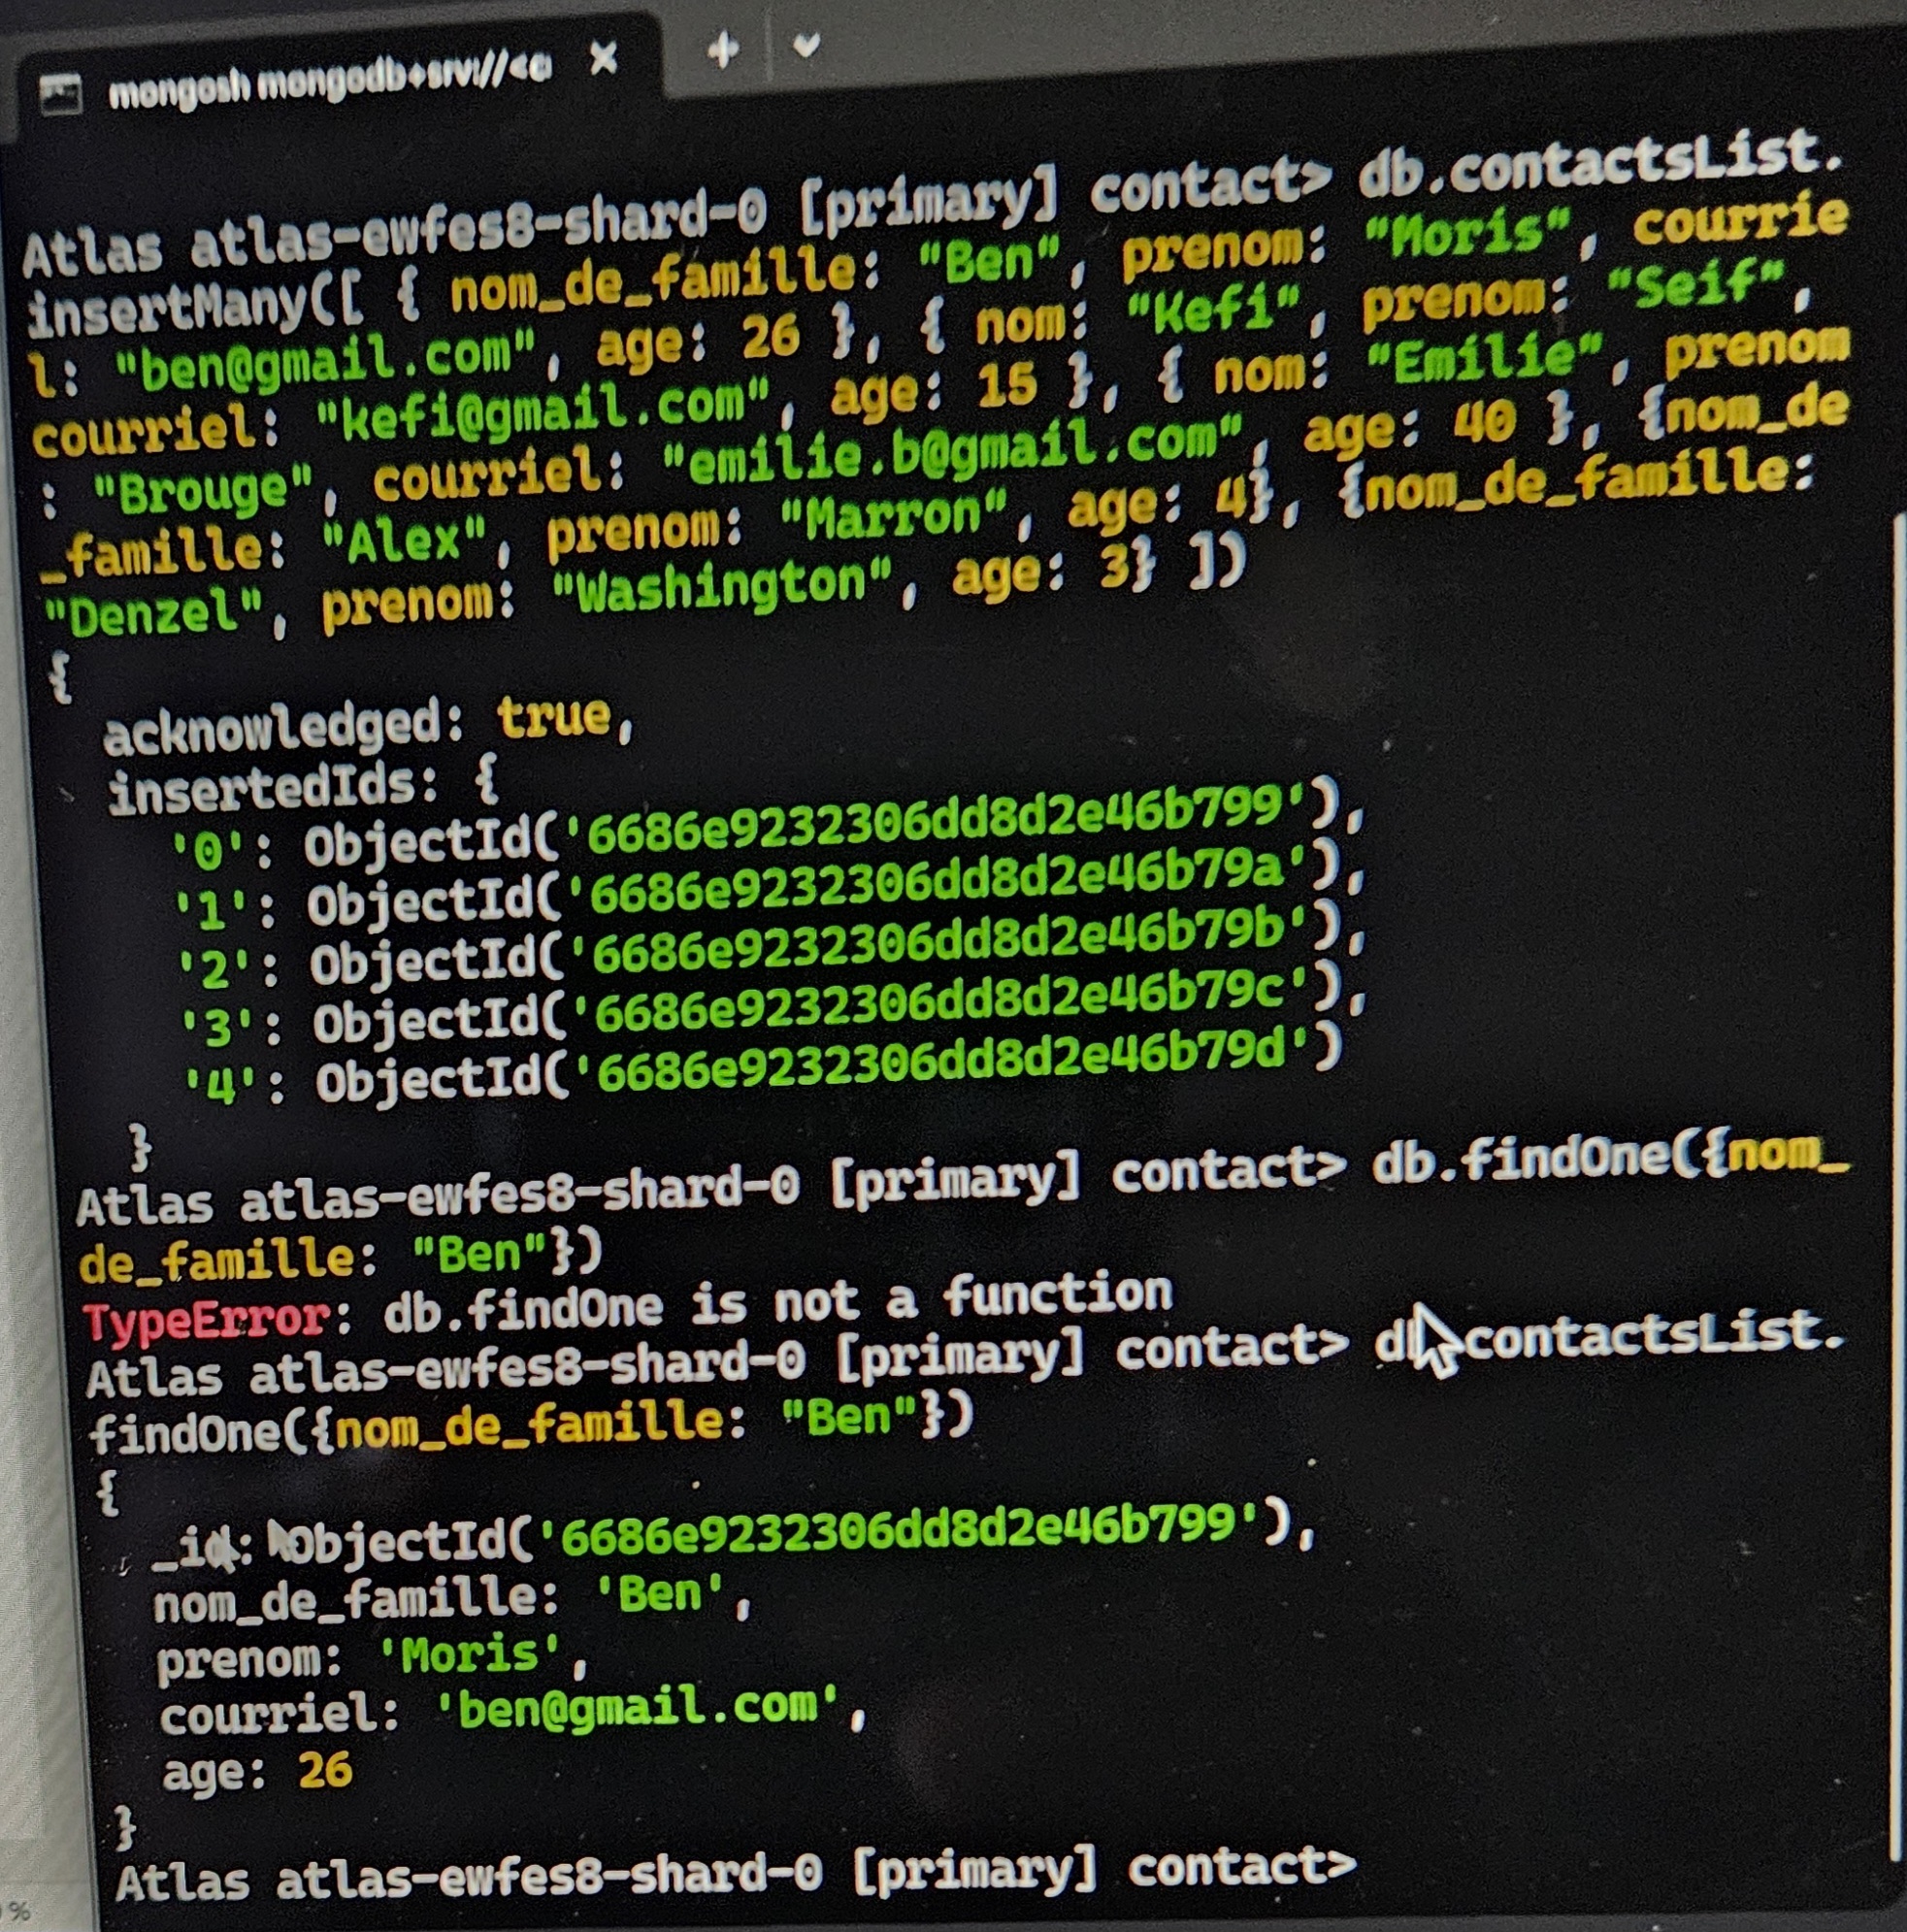 mongosh mongodb+srv://<a
Atlas atlas-ewfes8-shard-0 [primary] contact> db.contactsList.
insertMany([ { nom_de_famille: "Ben", prenom: "Moris", courrie
l: "ben@gmail.com", age: 26 }, { nom: "Kefi", prenom: "Seif",
courriel: "kefi@gmail.com", age: 15 }, { nom: "Emilie", prenom
: "Brouge", courriel: "emilie.b@gmail.com", age: 40 }, {nom_de
_famille: "Alex", prenom: "Marron", age: 4}, {nom_de_famille:
"Denzel", prenom: "Washington", age: 3} ])
{
  acknowledged: true,
  insertedIds: {
    '0': ObjectId('6686e9232306dd8d2e46b799'),
    '1': ObjectId('6686e9232306dd8d2e46b79a'),
    '2': ObjectId('6686e9232306dd8d2e46b79b'),
    '3': ObjectId('6686e9232306dd8d2e46b79c'),
    '4': ObjectId('6686e9232306dd8d2e46b79d')
  }
Atlas atlas-ewfes8-shard-0 [primary] contact> db.findOne({nom_
de_famille: "Ben"})
TypeError: db.findOne is not a function
Atlas atlas-ewfes8-shard-0 [primary] contact> db.contactsList.
findOne({nom_de_famille: "Ben"})
{
  _id: ObjectId('6686e9232306dd8d2e46b799'),
  nom_de_famille: 'Ben',
  prenom: 'Moris',
  courriel: 'ben@gmail.com',
  age: 26
}
Atlas atlas-ewfes8-shard-0 [primary] contact>